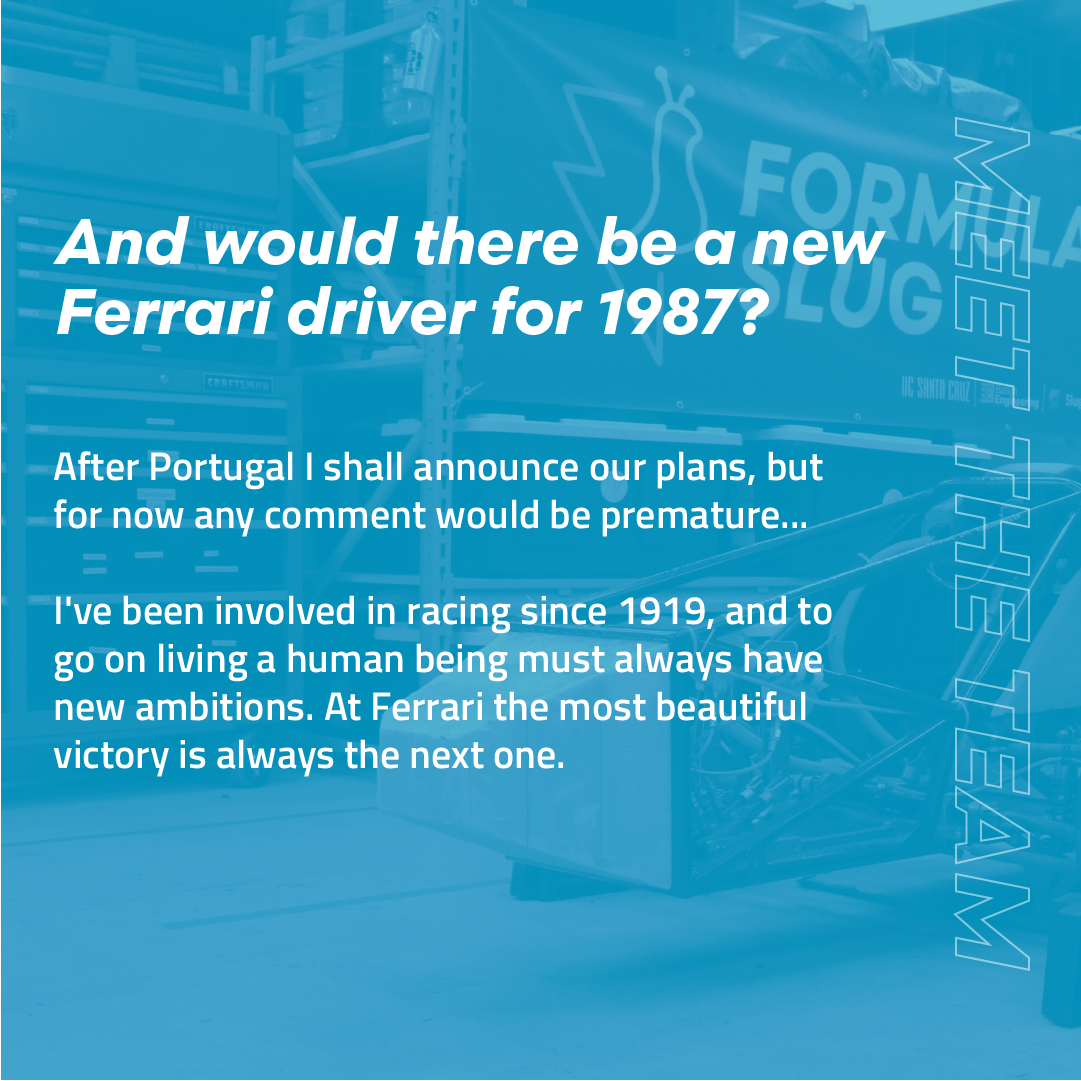 And would there be a new
Ferrari driver for 1987?
After Portugal I shall announce our plans, but
for now any comment would be premature...
I've been involved in racing since 1919, and to
go on living a human being must always have
new ambitions. At Ferrari the most beautiful
victory is always the next one.
MEET THE TEAM
FORMULA
SLUG
UC SANTA CRUZ
Engineering
CRAFTSMAN
CRAFTSMAN